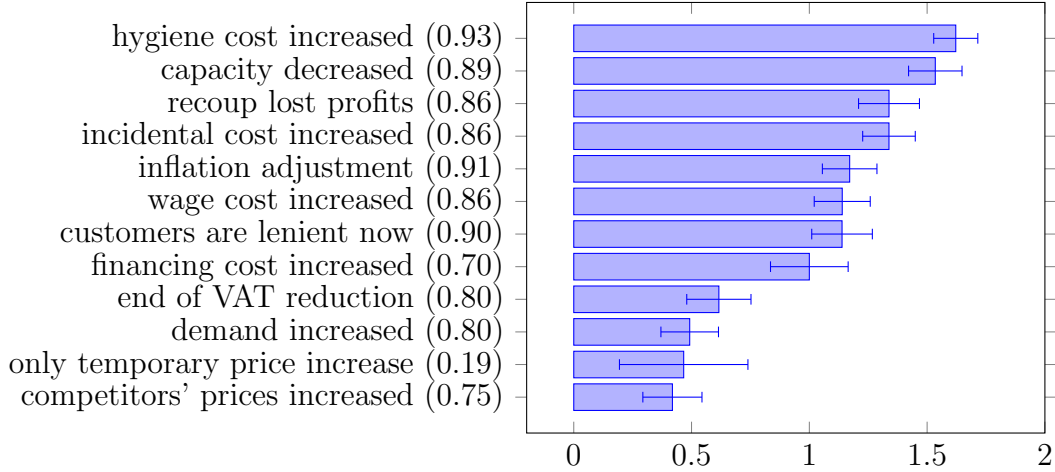 hygiene cost increased (0.93)
capacity decreased (0.89)
recoup lost profits (0.86)
incidental cost increased (0.86)
inflation adjustment (0.91)
wage cost increased (0.86)
customers are lenient now (0.90)
financing cost increased (0.70)
end of VAT reduction (0.80)
demand increased (0.80)
only temporary price increase (0.19)
competitors' prices increased (0.75)
0 0.5 1 1.5 2